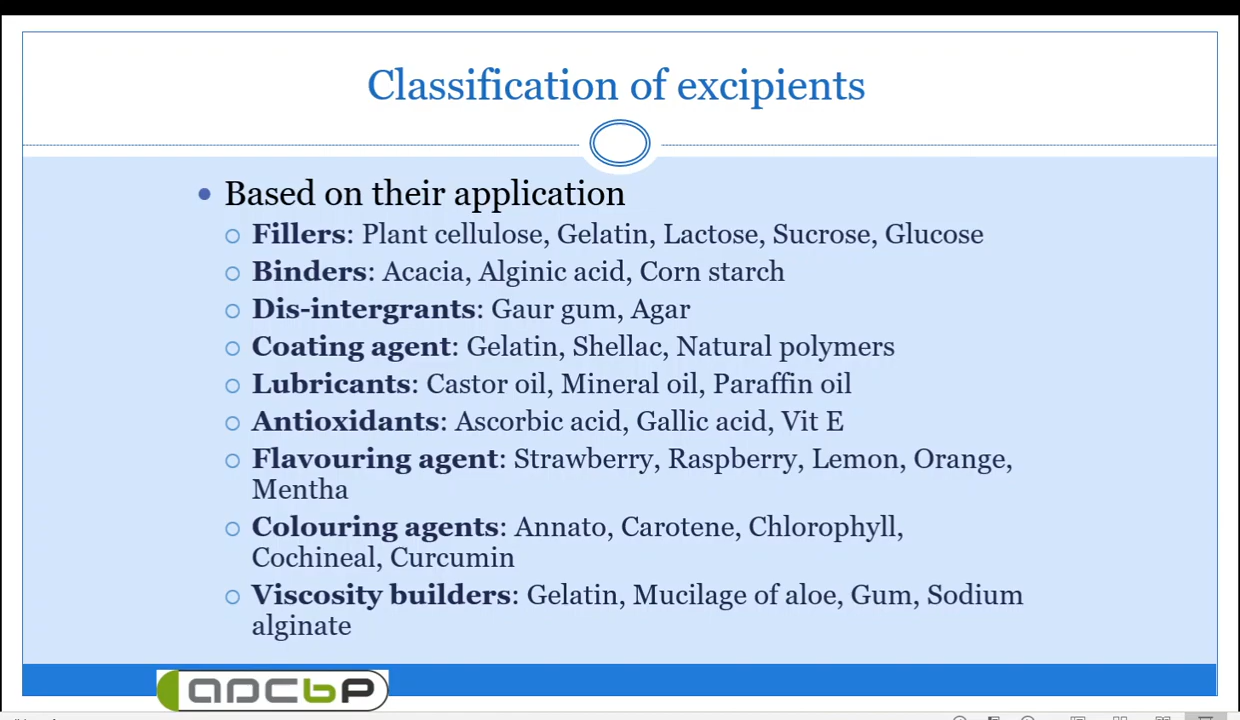 Classification of excipients
Based on their application
Fillers: Plant cellulose, Gelatin, Lactose, Sucrose, Glucose
Binders: Acacia, Alginic acid, Corn starch
Dis-intergrants: Gaur gum, Agar
Coating agent: Gelatin, Shellac, Natural polymers
Lubricants: Castor oil, Mineral oil, Paraffin oil
Antioxidants: Ascorbic acid, Gallic acid, Vit E
Flavouring agent: Strawberry, Raspberry, Lemon, Orange,
Mentha
Colouring agents: Annato, Carotene, Chlorophyll,
Cochineal, Curcumin
Viscosity builders: Gelatin, Mucilage of aloe, Gum, Sodium
alginate